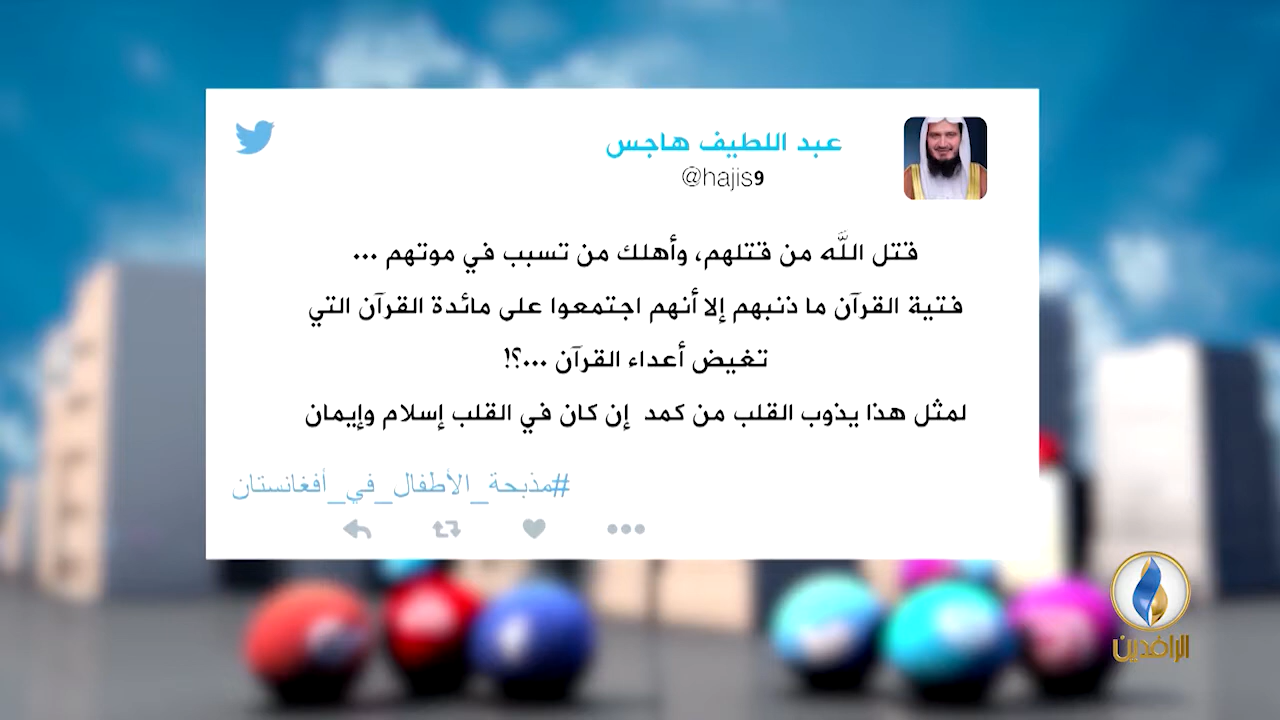 عبد اللطيف هاجس
@hajis9
قتل الله من قتلهم، وأهلك من تسبب في موتهم ...
فتية القرآن ما ذنبهم إلا أنهم اجتمعوا على مائدة القرآن التي
تغيض أعداء القرآن ...؟!
لمثل هذا يذوب القلب من كمد إن كان في القلب إسلام وإيمان
#مذبحة_الأطفال_في_أفغانستان
الرافدين